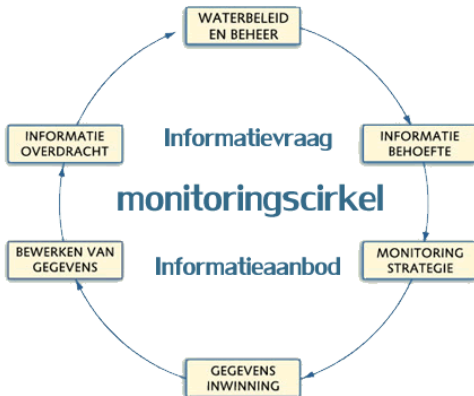 WATERBELEID
EN BEHEER
INFORMATIE
OVERDRACHT
Informatievraag
INFORMATIE
BEHOEFTE
monitoringscirkel
BEWERKEN VAN
GEGEVENS
Informatieaanbod
MONITORING
STRATEGIE
GEGEVENS
INWINNING